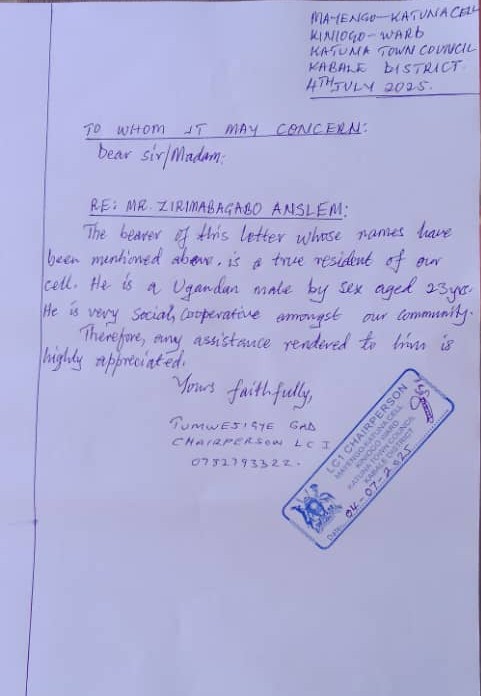 MAYENGO-KATUNA CELL
KINIOGO-WARD
KATUNA TOWN COUNCIL
KABALE DISTRICT.
4TH JULY 2025.
TO WHOM IT MAY CONCERN:
Dear sir/Madam:
RE: MR. ZIRIMABAGABO ANSLEM:
The bearer of this letter whose names have
been mentioned above, is a true resident of our
cell. He is a Ugandan male by sex aged 23yrs.
He is very Social, Cooperative amongst our Community.
Therefore, any assistance rendered to him is
highly appreciated.
Yours faithfully,
TUMWESIGYE GAD
CHAIRPERSON LC I
0782793322.
LC1 CHAIRPERSON
MAYENGO-KATUNA CELL
KINIOGO WARD
KATUNA TOWN COUNCIL
KABALE DISTRICT
Date: 04-07-2025